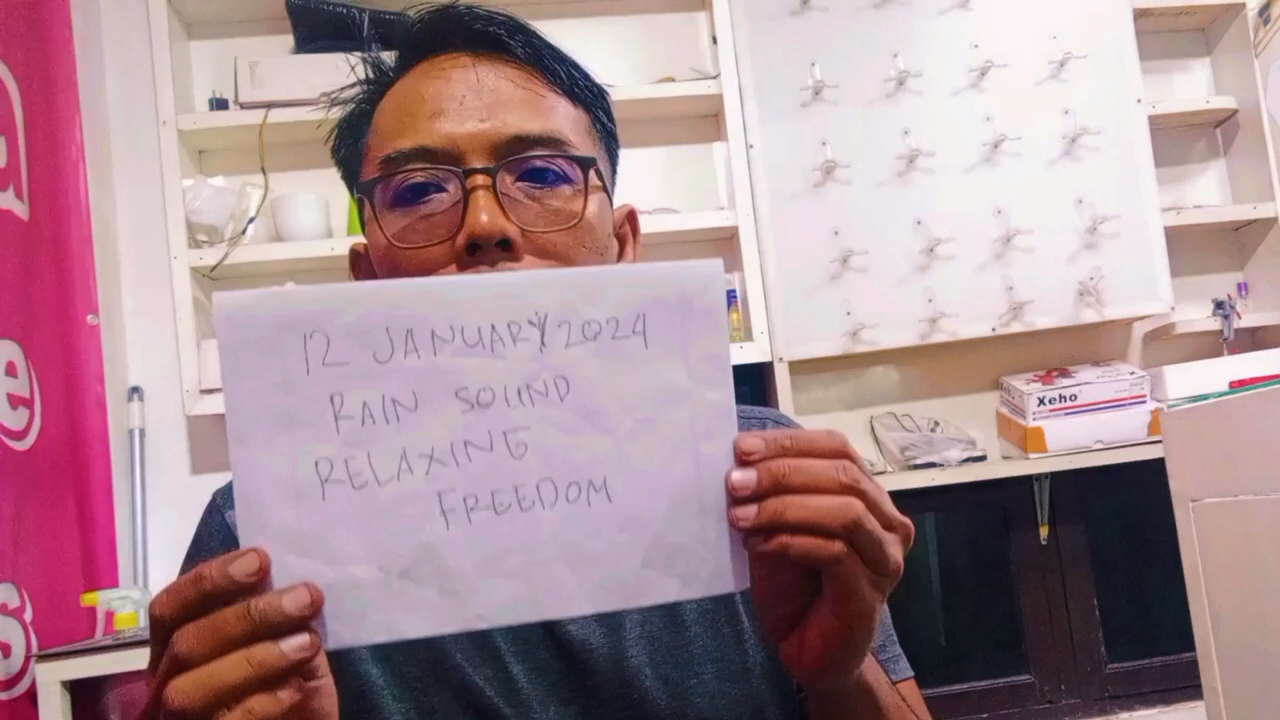 12 JANUARY 2024
RAIN SOUND
RELAXING
FREEDOM
a
e
s
Xeho